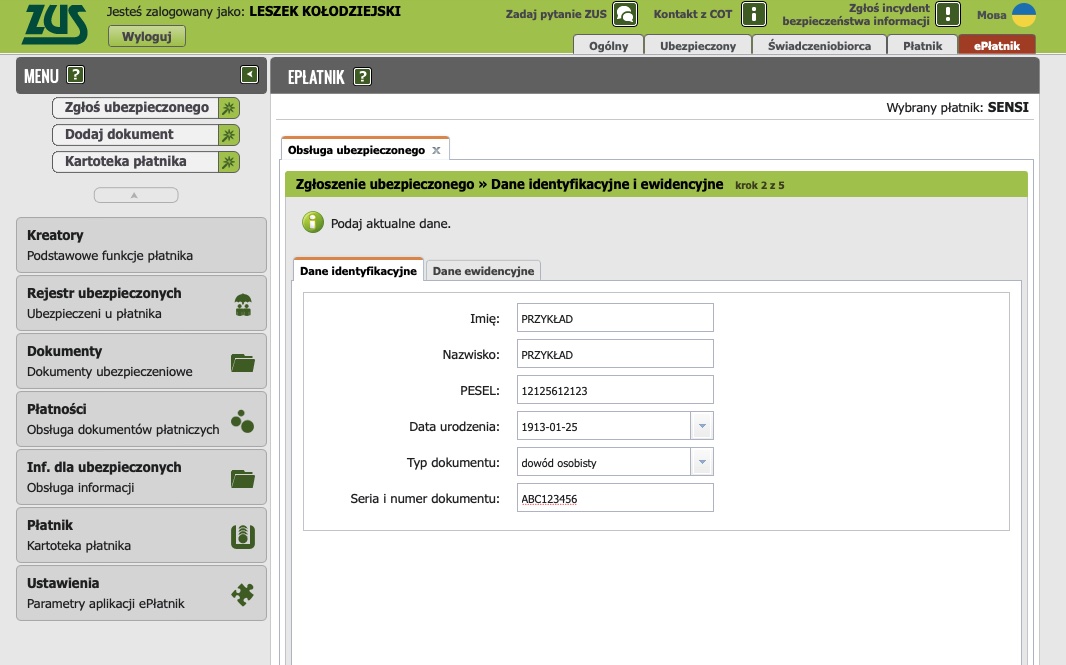 ZUS
Jesteś zalogowany jako: LESZEK KOŁODZIEJSKI
Wyloguj
Zadaj pytanie ZUS
Kontakt z COT
Zgłoś incydent
bezpieczeństwa informacji
Мова
Ogólny
Ubezpieczony
Świadczeniobiorca
Płatnik
ePłatnik
MENU ?
EPŁATNIK ?
Wybrany płatnik: SENSI
Zgłoś ubezpieczonego
Dodaj dokument
Kartoteka płatnika
Kreatory
Podstawowe funkcje płatnika
Rejestr ubezpieczonych
Ubezpieczeni u płatnika
Dokumenty
Dokumenty ubezpieczeniowe
Płatności
Obsługa dokumentów płatniczych
Inf. dla ubezpieczonych
Obsługa informacji
Płatnik
Kartoteka płatnika
Ustawienia
Parametry aplikacji ePłatnik
Obsługa ubezpieczonego x
Zgłoszenie ubezpieczonego » Dane identyfikacyjne i ewidencyjne krok 2 z 5
Podaj aktualne dane.
Dane identyfikacyjne
Dane ewidencyjne
Imię: PRZYKŁAD
Nazwisko: PRZYKŁAD
PESEL: 12125612123
Data urodzenia: 1913-01-25
Typ dokumentu: dowód osobisty
Seria i numer dokumentu: ABC123456